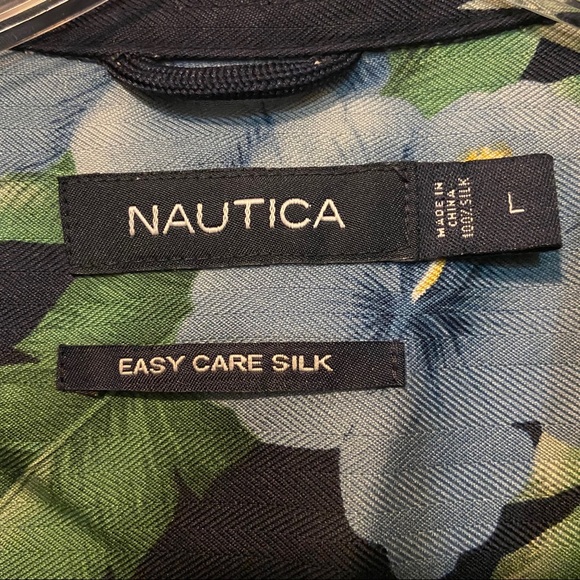 NAUTICA
MADE IN
CHINA
100% SILK
L
EASY CARE SILK